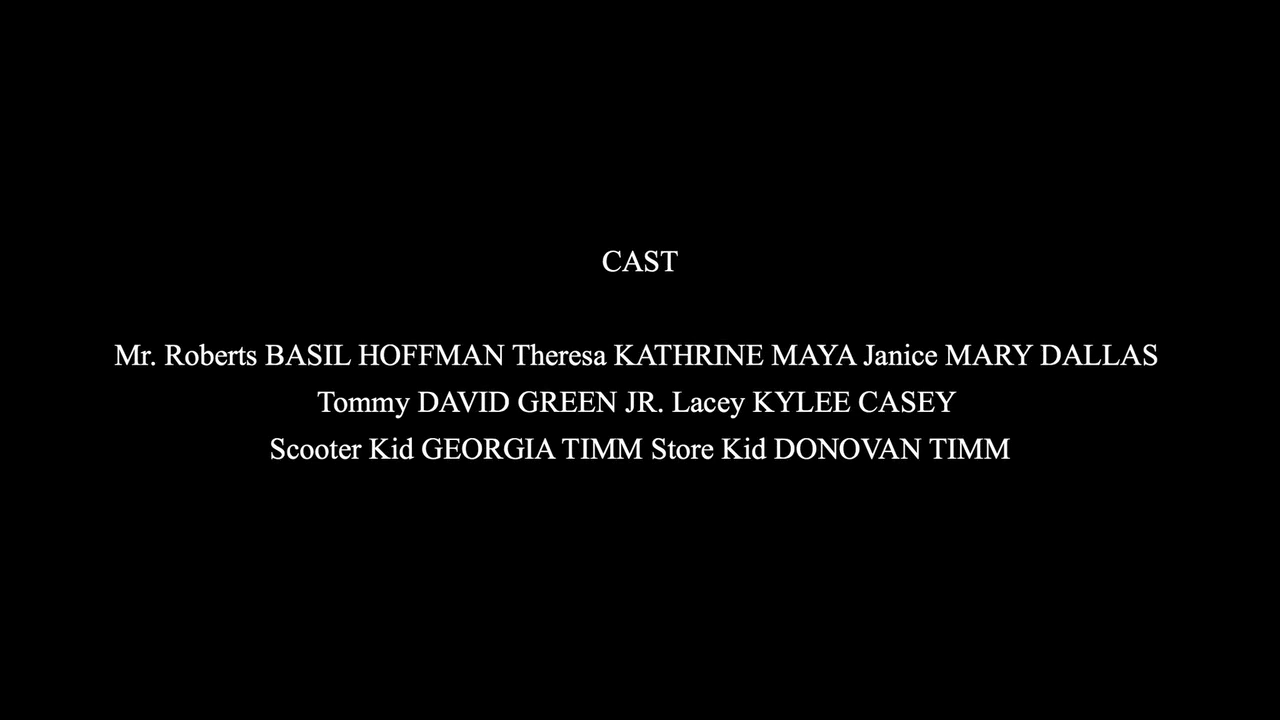 CAST
Mr. Roberts BASIL HOFFMAN Theresa KATHRINE MAYA Janice MARY DALLAS
Tommy DAVID GREEN JR. Lacey KYLEE CASEY
Scooter Kid GEORGIA TIMM Store Kid DONOVAN TIMM